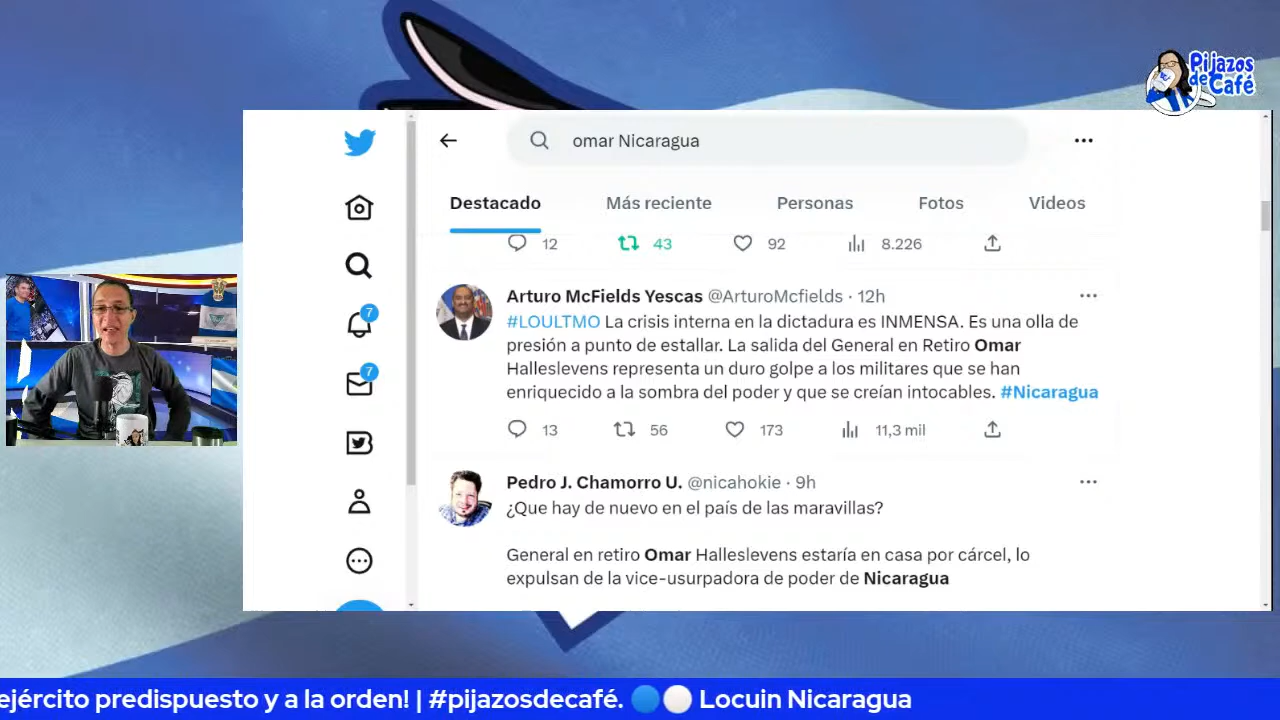 Pijazos
de Café
omar Nicaragua
Destacado
Más reciente
Personas
Fotos
Videos
12
43
92
8.226
7
7
Arturo McFields Yescas @ArturoMcfields · 12h
#LOULTMO La crisis interna en la dictadura es INMENSA. Es una olla de
presión a punto de estallar. La salida del General en Retiro Omar
Halleslevens representa un duro golpe a los militares que se han
enriquecido a la sombra del poder y que se creían intocables. #Nicaragua
13
56
173
11,3 mil
Pedro J. Chamorro U. @nicahokie · 9h
¿Que hay de nuevo en el país de las maravillas?
General en retiro Omar Halleslevens estaría en casa por cárcel, lo
expulsan de la vice-usurpadora de poder de Nicaragua
ejército predispuesto y a la orden! | #pijazosdecafé. 🔵⚪ Locuin Nicaragua